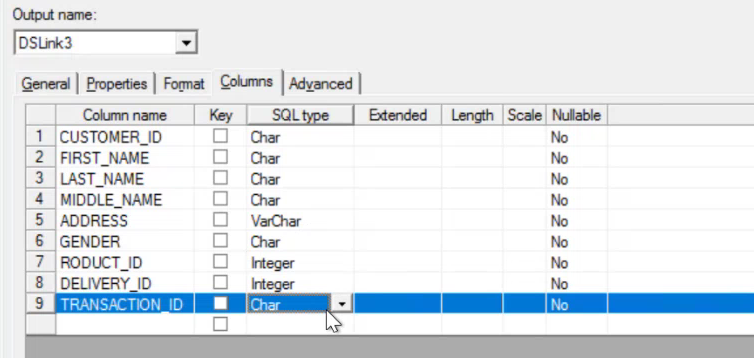 Output name:
DSLink3
General Properties Format Columns Advanced
Column name Key SQL type Extended Length Scale Nullable
1 CUSTOMER_ID Char No
2 FIRST_NAME Char No
3 LAST_NAME Char No
4 MIDDLE_NAME Char No
5 ADDRESS VarChar No
6 GENDER Char No
7 RODUCT_ID Integer No
8 DELIVERY_ID Integer No
9 TRANSACTION_ID Char No